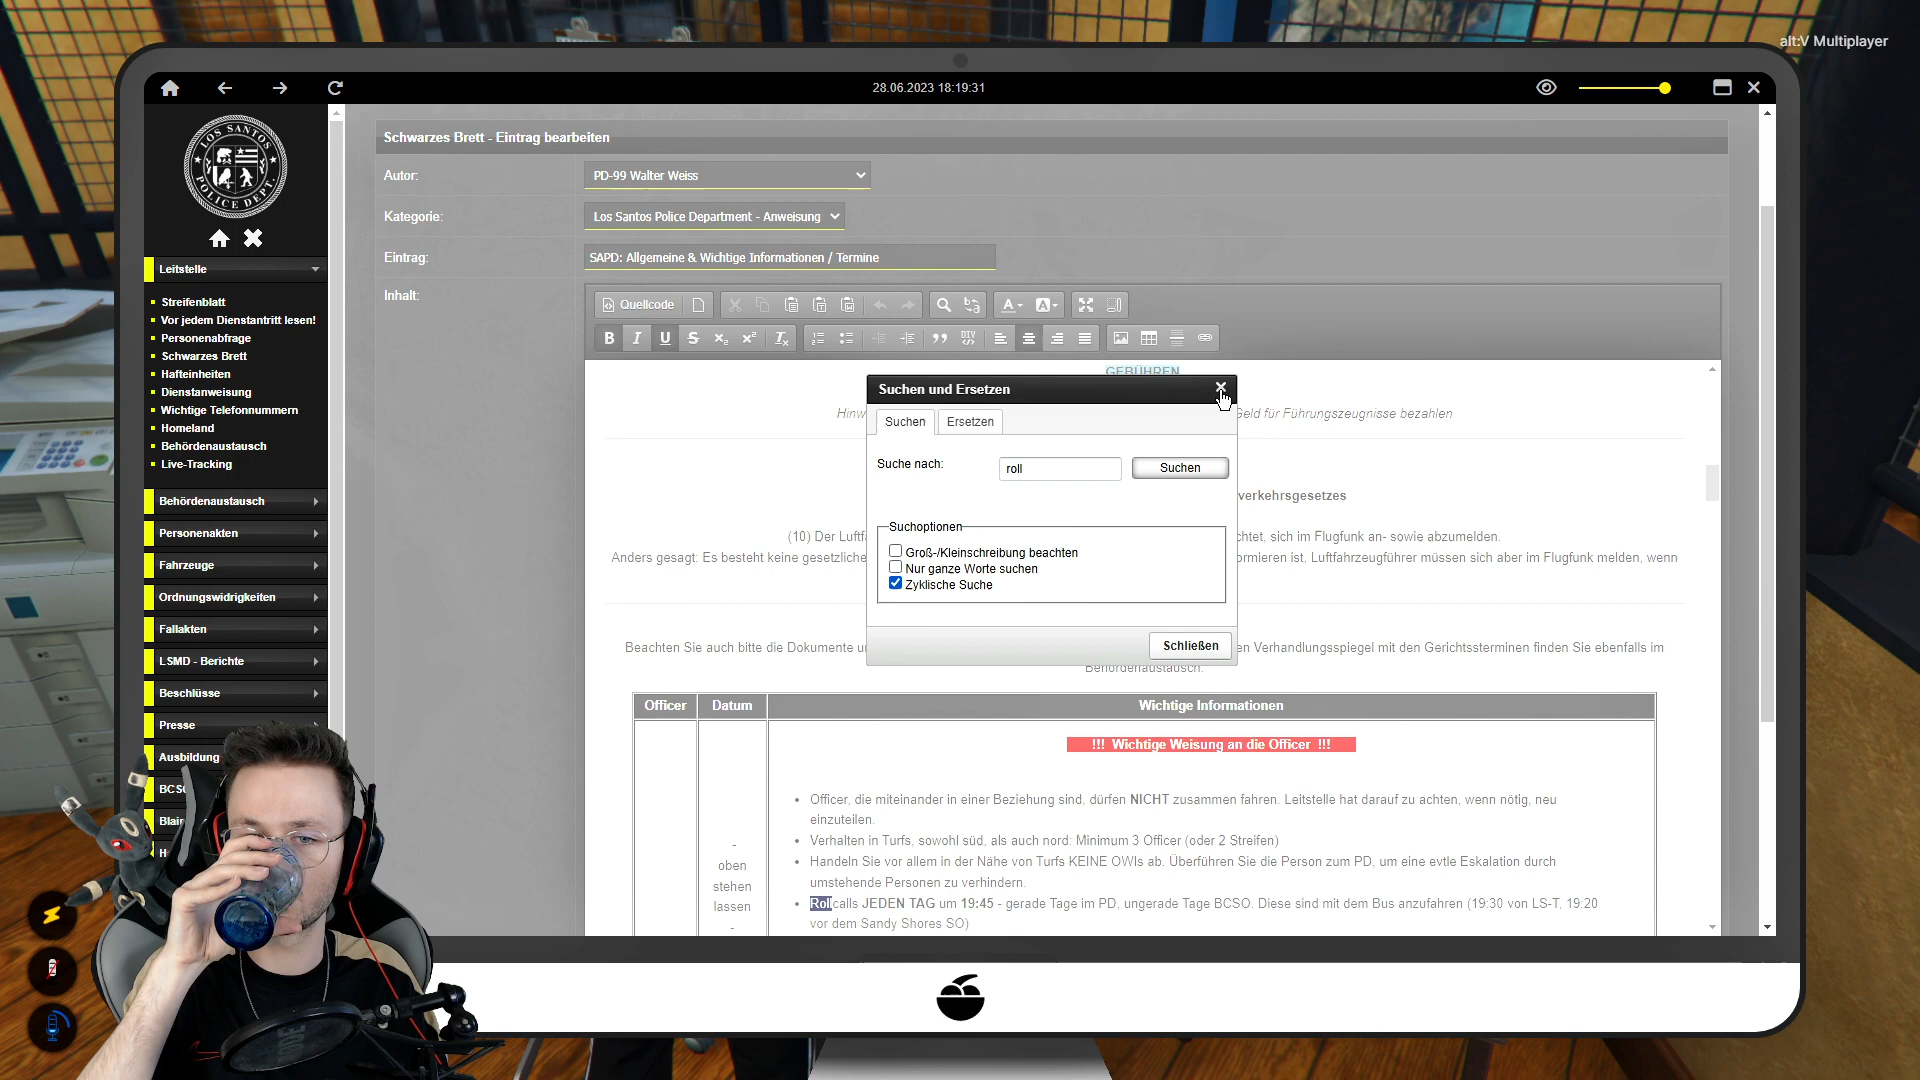 alt:V Multiplayer
28.06.2023 18:19:31
LOS SANTOS
POLICE DEPT.
Leitstelle
Streifenblatt
Vor jedem Dienstantritt lesen!
Personenabfrage
Schwarzes Brett
Hafteinheiten
Dienstanweisung
Wichtige Telefonnummern
Homeland
Behördenaustausch
Live-Tracking
Behördenaustausch
Personenakten
Fahrzeuge
Ordnungswidrigkeiten
Fallakten
LSMD - Berichte
Beschlüsse
Presse
Ausbildung
Schwarzes Brett - Eintrag bearbeiten
Autor:
PD-99 Walter Weiss
Kategorie:
Los Santos Police Department - Anweisung
Eintrag:
SAPD: Allgemeine & Wichtige Informationen / Termine
Inhalt:
Quellcode
GEBÜHREN
Geld für Führungszeugnisse bezahlen
(10) Der
sich im Flugfunk an- sowie abzumelden.
Anders gesagt: Es besteht keine
ist, Luftfahrzeugführer müssen sich aber im Flugfunk melden, wenn
Beachten Sie auch bitte die Dokumente
Verhandlungsspiegel mit den Gerichtsterminen finden Sie ebenfalls im
Behördenaustausch.
Suchen und Ersetzen
Suchen
Ersetzen
Suche nach:
roll
Suchen
Suchoptionen
Groß-/Kleinschreibung beachten
Nur ganze Worte suchen
Zyklische Suche
Schließen
Officer
Datum
Wichtige Informationen
- oben stehen lassen -
!!! Wichtige Weisung an die Officer !!!
Officer, die miteinander in einer Beziehung sind, dürfen NICHT zusammen fahren. Leitstelle hat darauf zu achten, wenn nötig, neu
einzuteilen.
Verhalten in Turfs, sowohl süd, als auch nord: Minimum 3 Officer (oder 2 Streifen)
Handeln Sie vor allem in der Nähe von Turfs KEINE OWIs ab. Überführen Sie die Person zum PD, um eine evtle Eskalation durch
umstehende Personen zu verhindern.
Rollcalls JEDEN TAG um 19:45 - gerade Tage im PD, ungerade Tage BCSO. Diese sind mit dem Bus anzufahren (19:30 von LS-T, 19:20
vor dem Sandy Shores SO)